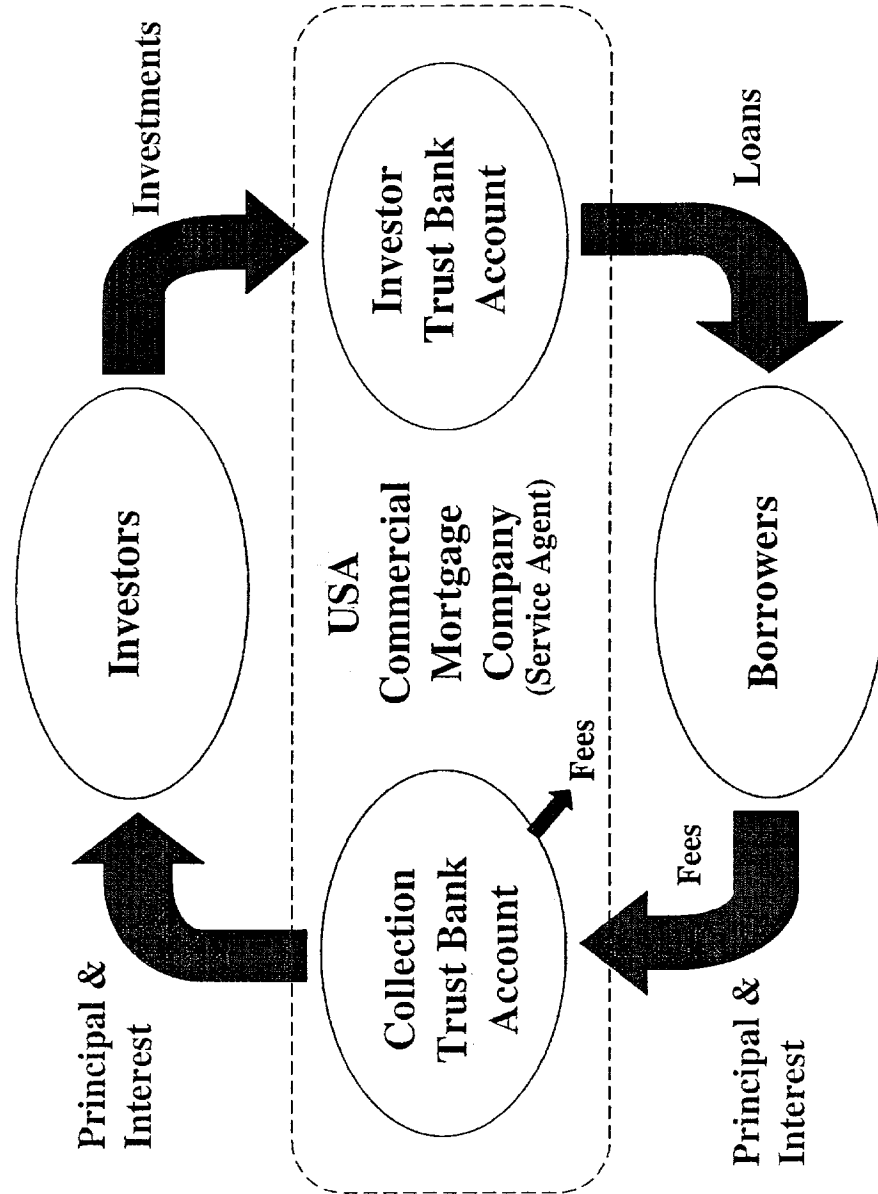 Investors
Principal &
Interest
Investments
Collection
Trust Bank
Account
Fees
USA
Commercial
Mortgage
Company
(Service Agent)
Investor
Trust Bank
Account
Principal &
Interest
Fees
Loans
Borrowers